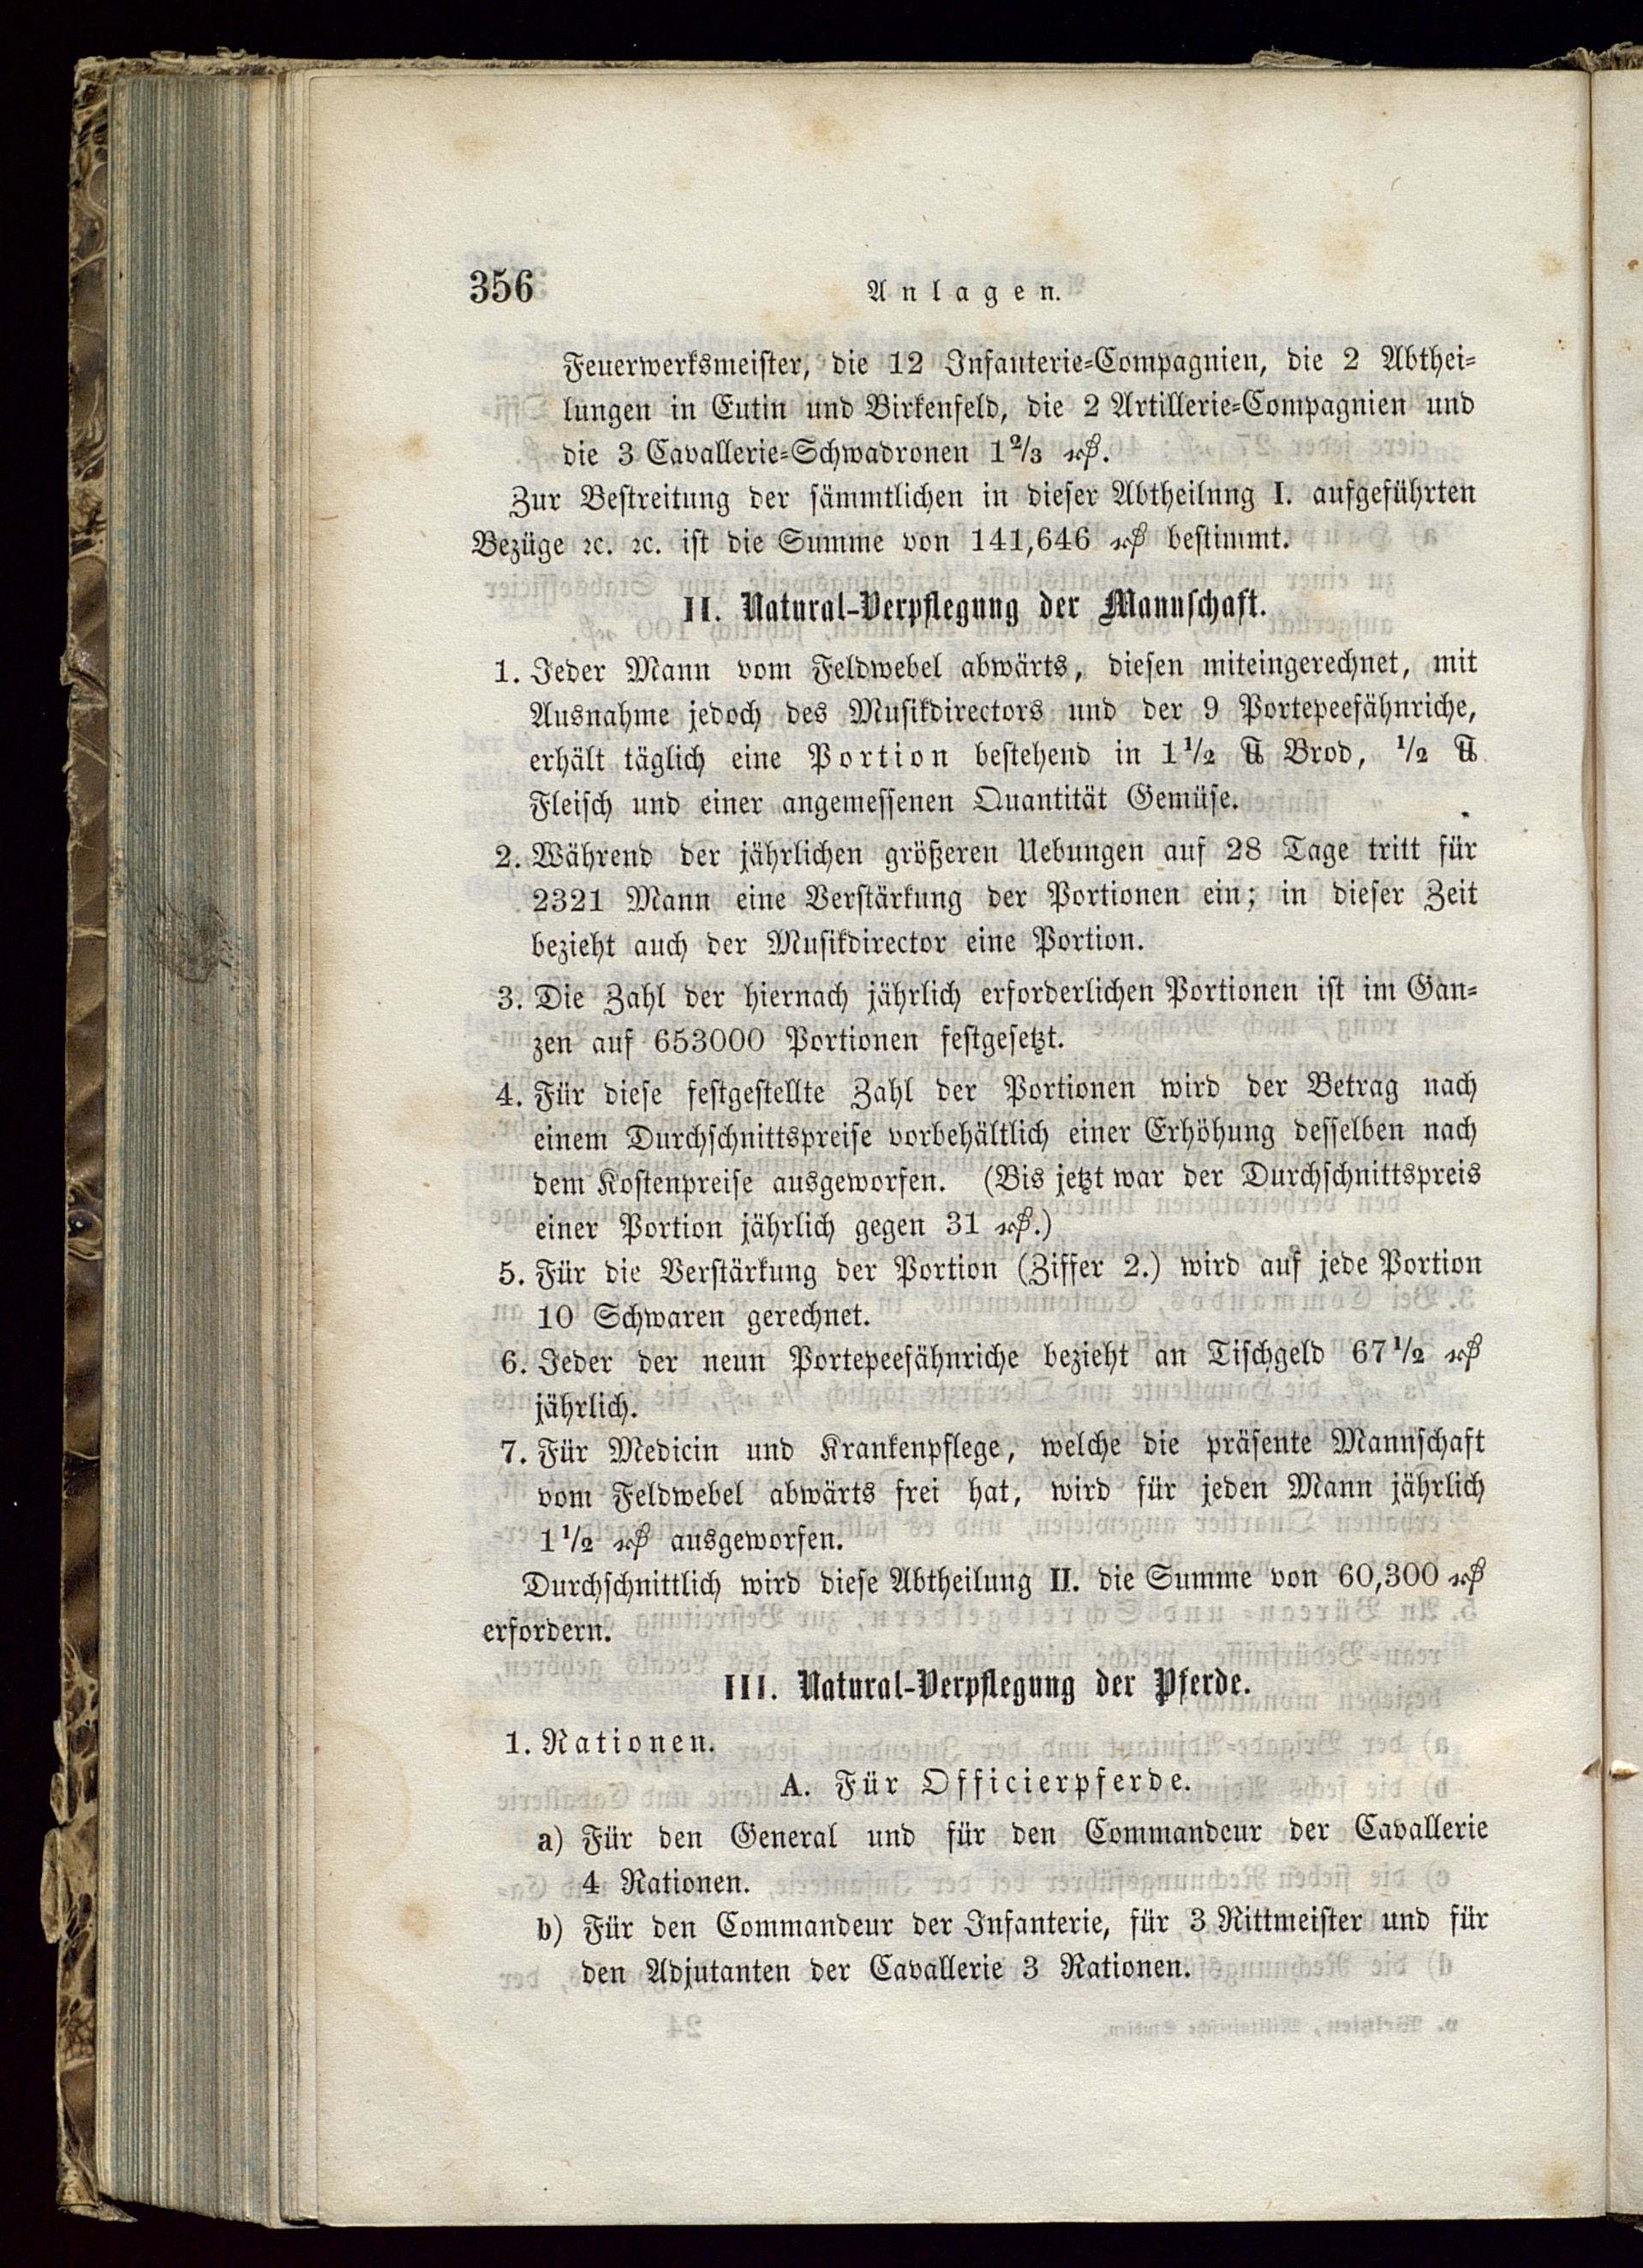 356
Anlagen.
Feuerwerksmeister, die 12 Infanterie-Compagnien, die 2 Abthei-
lungen in Eutin und Birkenfeld, die 2 Artillerie-Compagnien und
die 3 Cavallerie-Schwadronen 1⅔ ₰.
Zur Bestreitung der sämmtlichen in dieser Abtheilung I. aufgeführten
Bezüge ꝛc. ꝛc. ist die Summe von 141,646 ₰ bestimmt.
II. Natural-Verpflegung der Mannschaft.
1. Jeder Mann vom Feldwebel abwärts, diesen miteingerechnet, mit
Ausnahme jedoch des Musikdirectors und der 9 Portepeefähnriche,
erhält täglich eine Portion bestehend in 1½ ℔ Brod, ½ ℔
Fleisch und einer angemessenen Quantität Gemüse.
2. Während der jährlichen größeren Uebungen auf 28 Tage tritt für
2321 Mann eine Verstärkung der Portionen ein; in dieser Zeit
bezieht auch der Musikdirector eine Portion.
3. Die Zahl der hiernach jährlich erforderlichen Portionen ist im Gan-
zen auf 653000 Portionen festgesetzt.
4. Für diese festgestellte Zahl der Portionen wird der Betrag nach
einem Durchschnittspreise vorbehältlich einer Erhöhung desselben nach
dem Kostenpreise ausgeworfen. (Bis jetzt war der Durchschnittspreis
einer Portion jährlich gegen 31 ₰.)
5. Für die Verstärkung der Portion (Ziffer 2.) wird auf jede Portion
10 Schwaren gerechnet.
6. Jeder der neun Portepeefähnriche bezieht an Tischgeld 67½ ₰
jährlich.
7. Für Medicin und Krankenpflege, welche die präsente Mannschaft
vom Feldwebel abwärts frei hat, wird für jeden Mann jährlich
1½ ₰ ausgeworfen.
Durchschnittlich wird diese Abtheilung II. die Summe von 60,300 ₰
erfordern.
III. Natural-Verpflegung der Pferde.
1. Rationen.
A. Für Officierpferde.
a) Für den General und für den Commandeur der Cavallerie
4 Rationen.
b) Für den Commandeur der Infanterie, für 3 Rittmeister und für
den Adjutanten der Cavallerie 3 Rationen.